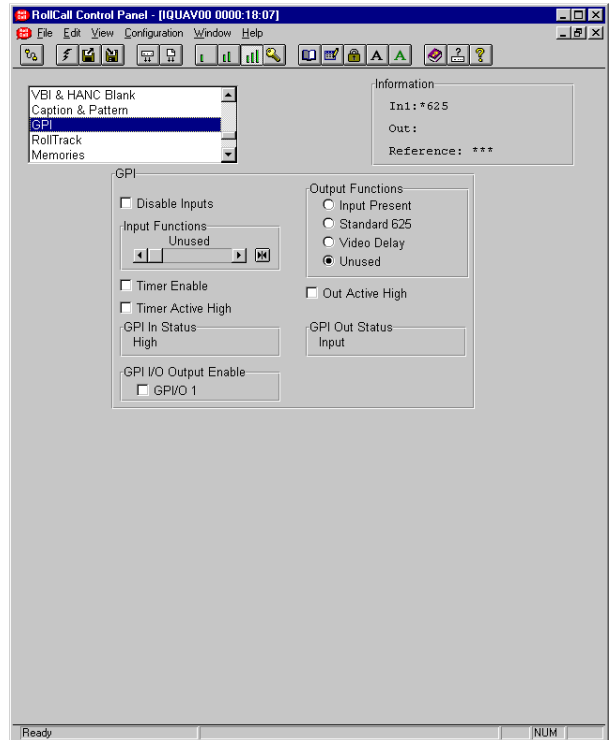 RollCall Control Panel - [IQUAV00 0000:18:07]
File Edit View Configuration Window Help
A A
VBI & HANC Blank
Caption & Pattern
GPI
RollTrack
Memories
Information
In1:*625
Out:
Reference: ***
GPI
Disable Inputs
Input Functions
Unused
Timer Enable
Timer Active High
GPI In Status
High
GPI I/O Output Enable
GPI/O 1
Output Functions
Input Present
Standard 625
Video Delay
Unused
Out Active High
GPI Out Status
Input
Ready
NUM